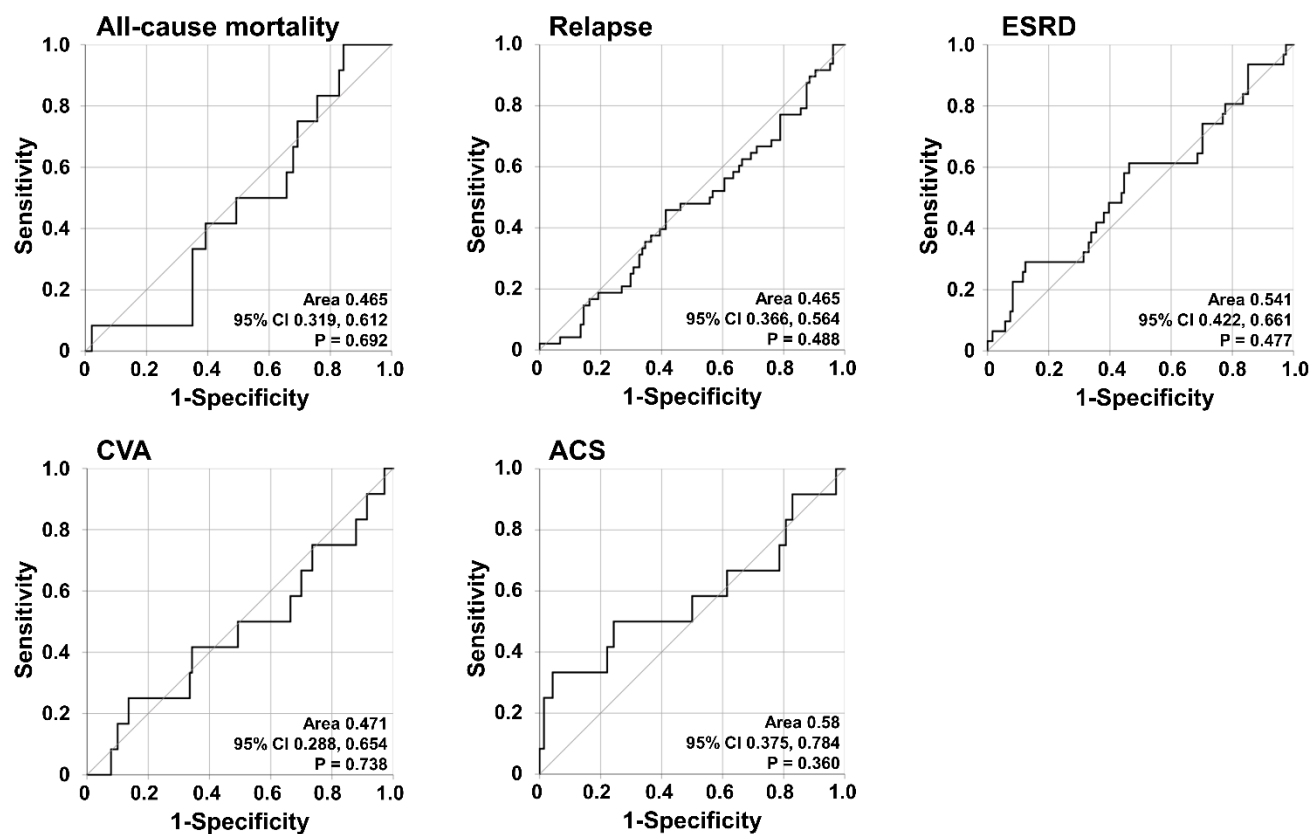 All-cause mortality
1.0
0.8
0.6
0.4
0.2
0
Sensitivity
0
0.2
0.4
0.6
0.8
1.0
1-Specificity
Area 0.465
95% CI 0.319, 0.612
P = 0.692
Relapse
1.0
0.8
0.6
0.4
0.2
0
Sensitivity
0
0.2
0.4
0.6
0.8
1.0
1-Specificity
Area 0.465
95% CI 0.366, 0.564
P = 0.488
ESRD
1.0
0.8
0.6
0.4
0.2
0
Sensitivity
0
0.2
0.4
0.6
0.8
1.0
1-Specificity
Area 0.541
95% CI 0.422, 0.661
P = 0.477
CVA
1.0
0.8
0.6
0.4
0.2
0
Sensitivity
0
0.2
0.4
0.6
0.8
1.0
1-Specificity
Area 0.471
95% CI 0.288, 0.654
P = 0.738
ACS
1.0
0.8
0.6
0.4
0.2
0
Sensitivity
0
0.2
0.4
0.6
0.8
1.0
1-Specificity
Area 0.58
95% CI 0.375, 0.784
P = 0.360